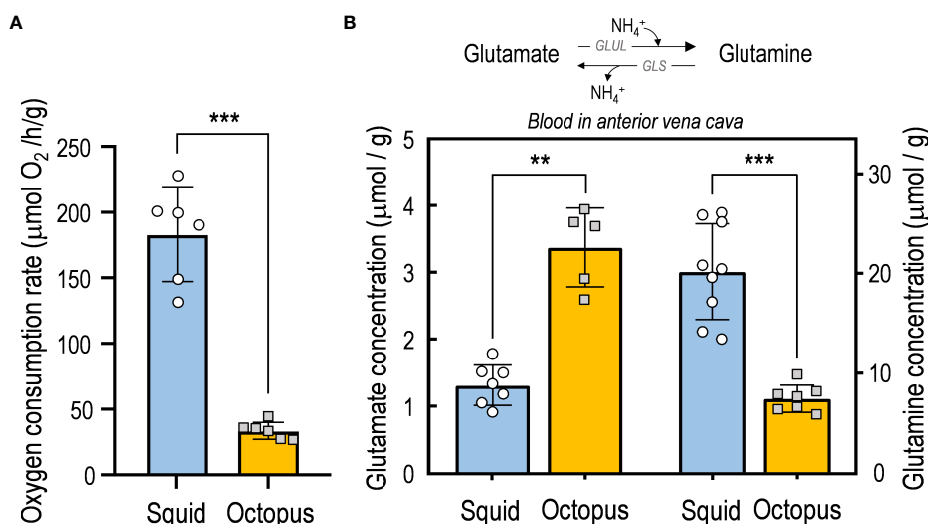 A
Oxygen consumption rate (μmol O2 /h/g)
250
200
150
100
50
0
***
Squid Octopus
B
NH4+
Glutamate GLUL Glutamine
GLS
NH4+
Blood in anterior vena cava
Glutamate concentration (μmol / g)
5
4
3
2
1
0
** ***
30
20
10
0
Glutamine concentration (μmol / g)
Squid Octopus Squid Octopus